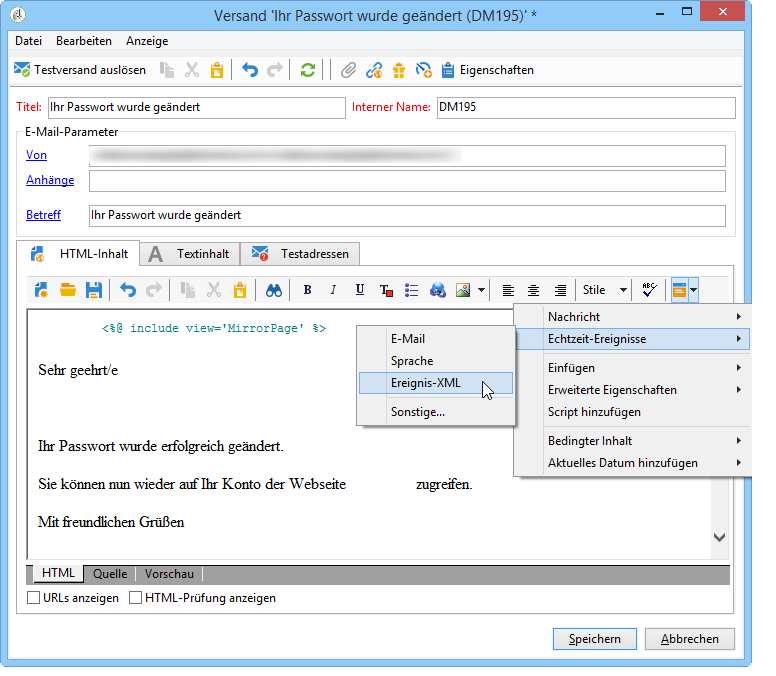 Versand 'Ihr Passwort wurde geändert (DM195)' *
Datei Bearbeiten Anzeige
Testversand auslösen Eigenschaften
Titel: Ihr Passwort wurde geändert Interner Name: DM195
E-Mail-Parameter
Von
Anhänge
Betreff Ihr Passwort wurde geändert
HTML-Inhalt A Textinhalt Testadressen
B I U T Stile ABC
<%@ include view='MirrorPage' %>
Sehr geehrt/e
Ihr Passwort wurde erfolgreich geändert.
Sie können nun wieder auf Ihr Konto der Webseite zugreifen.
Mit freundlichen Grüßen
Nachricht
Echtzeit-Ereignisse
Einfügen
Erweiterte Eigenschaften
Script hinzufügen
Bedingter Inhalt
Aktuelles Datum hinzufügen
E-Mail
Sprache
Ereignis-XML
Sonstige...
HTML Quelle Vorschau
URLs anzeigen HTML-Prüfung anzeigen
Speichern Abbrechen